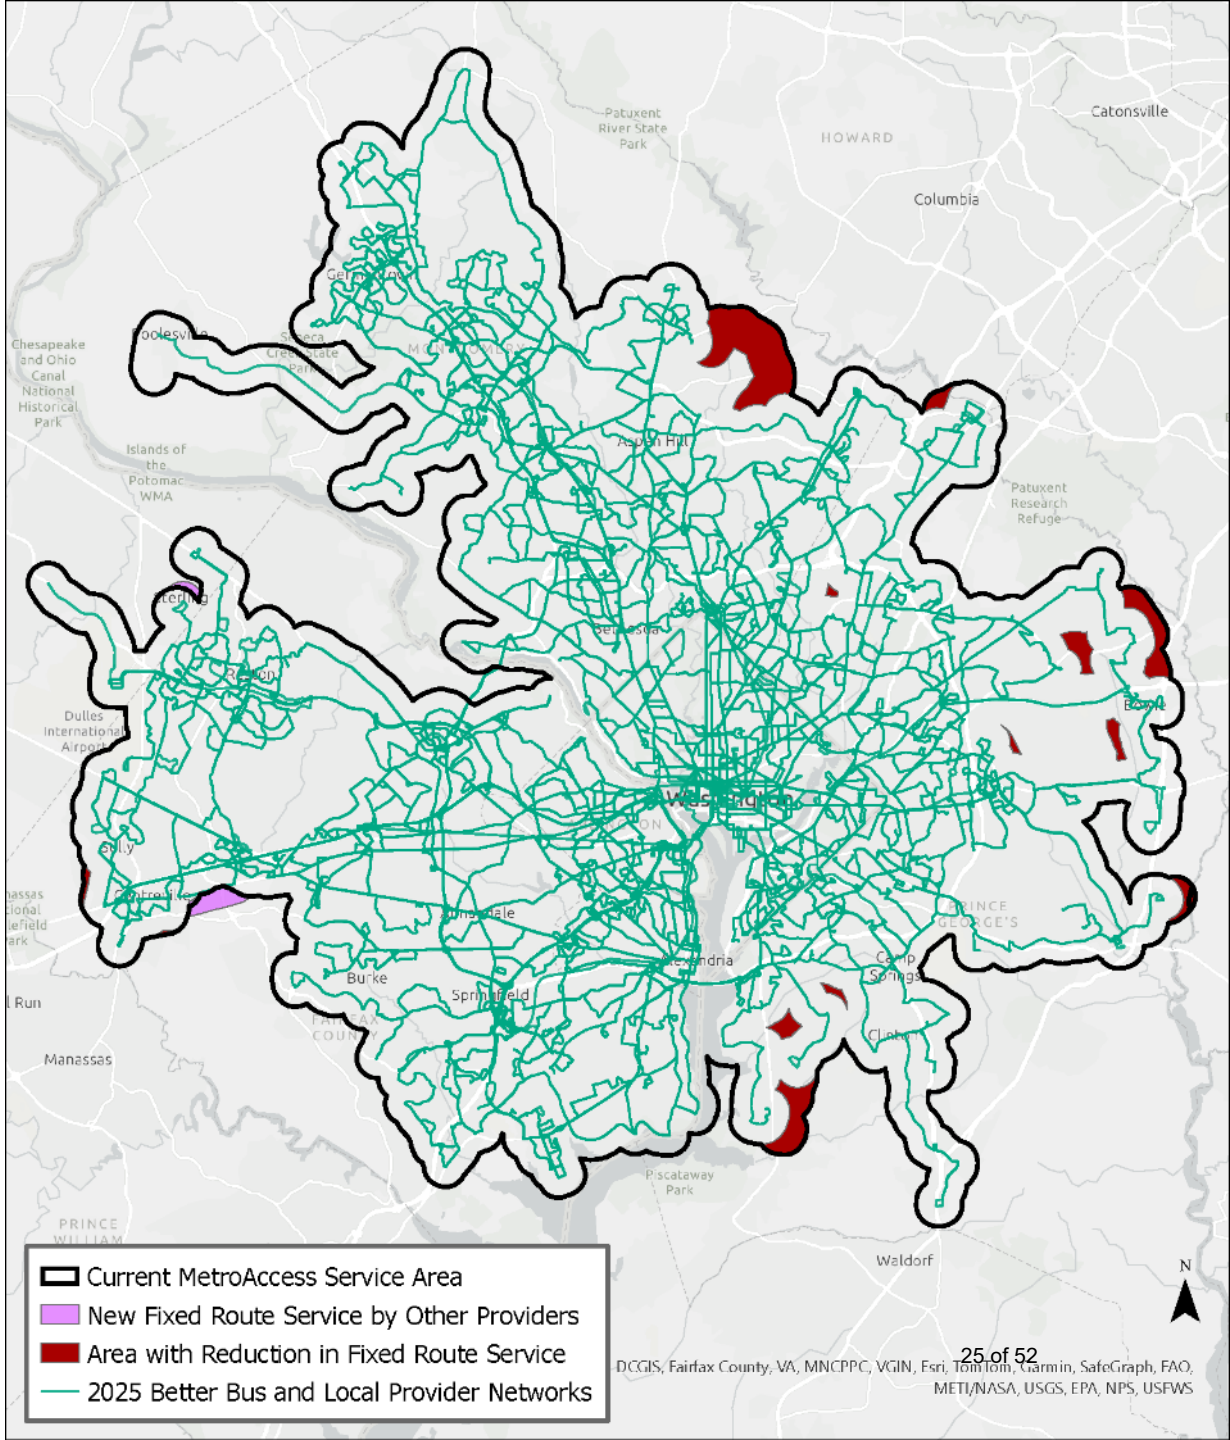 Catonsville
Patuxent
River State
Park
HOWARD
Columbia
Poolesville
Seneca
Creek State
Park
MONTGOMERY
Chesapeake
and Ohio
Canal
National
Historical
Park
Aspen Hill
Islands of
the
Potomac
WMA
Patuxent
Research
Refuge
Sterling
Bethesda
Reston
Bowie
Dulles
International
Airport
Washington
Centreville
Annandale
PRINCE
GEORGE'S
Alexandria
Camp
Springs
Burke
Springfield
l Run
FAIRFAX
COUNTY
Clinton
Manassas
Piscataway
Park
PRINCE
WILLIAM
Waldorf
N
Current MetroAccess Service Area
New Fixed Route Service by Other Providers
Area with Reduction in Fixed Route Service
2025 Better Bus and Local Provider Networks
25 of 52
DCGIS, Fairfax County, VA, MNCPPC, VGIN, Esri, TomTom, Garmin, SafeGraph, FAO,
METI/NASA, USGS, EPA, NPS, USFWS